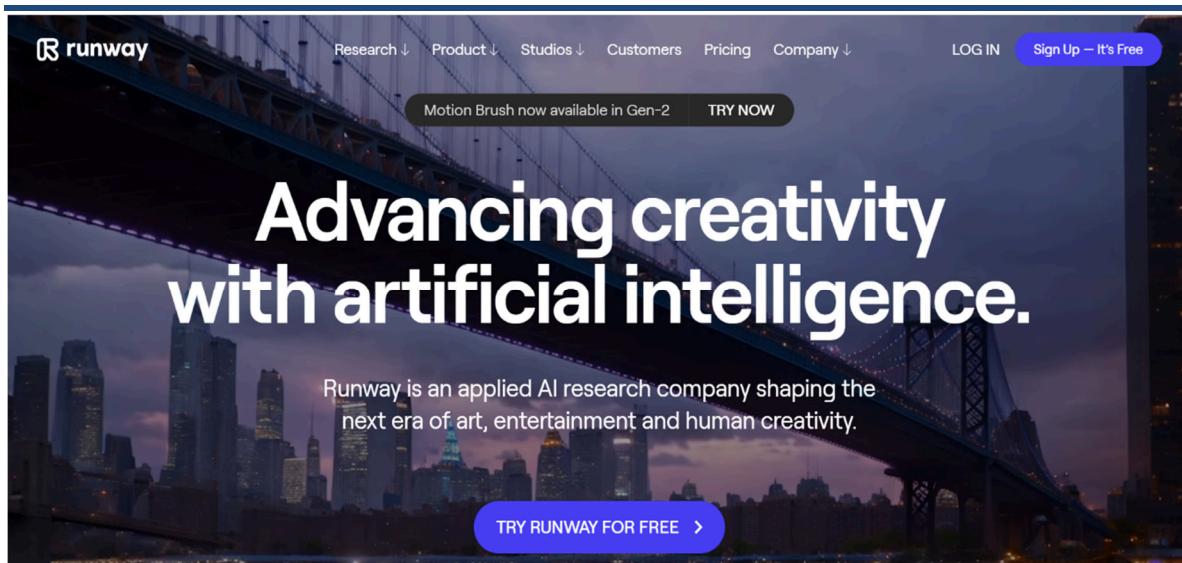 runway
Research ↓ Product ↓ Studios ↓ Customers Pricing Company ↓ LOG IN Sign Up — It's Free
Motion Brush now available in Gen-2 TRY NOW
Advancing creativity
with artificial intelligence.
Runway is an applied AI research company shaping the
next era of art, entertainment and human creativity.
TRY RUNWAY FOR FREE >